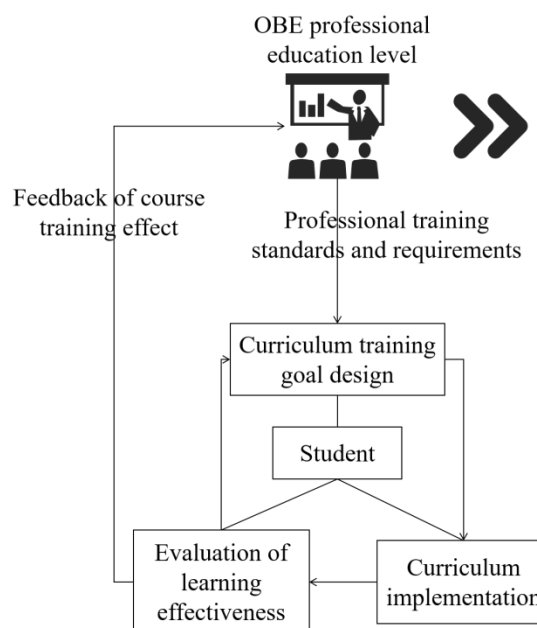 OBE professional
education level
Feedback of course
training effect
Professional training
standards and requirements
Curriculum training
goal design
Student
Evaluation of
learning
effectiveness
Curriculum
implementation